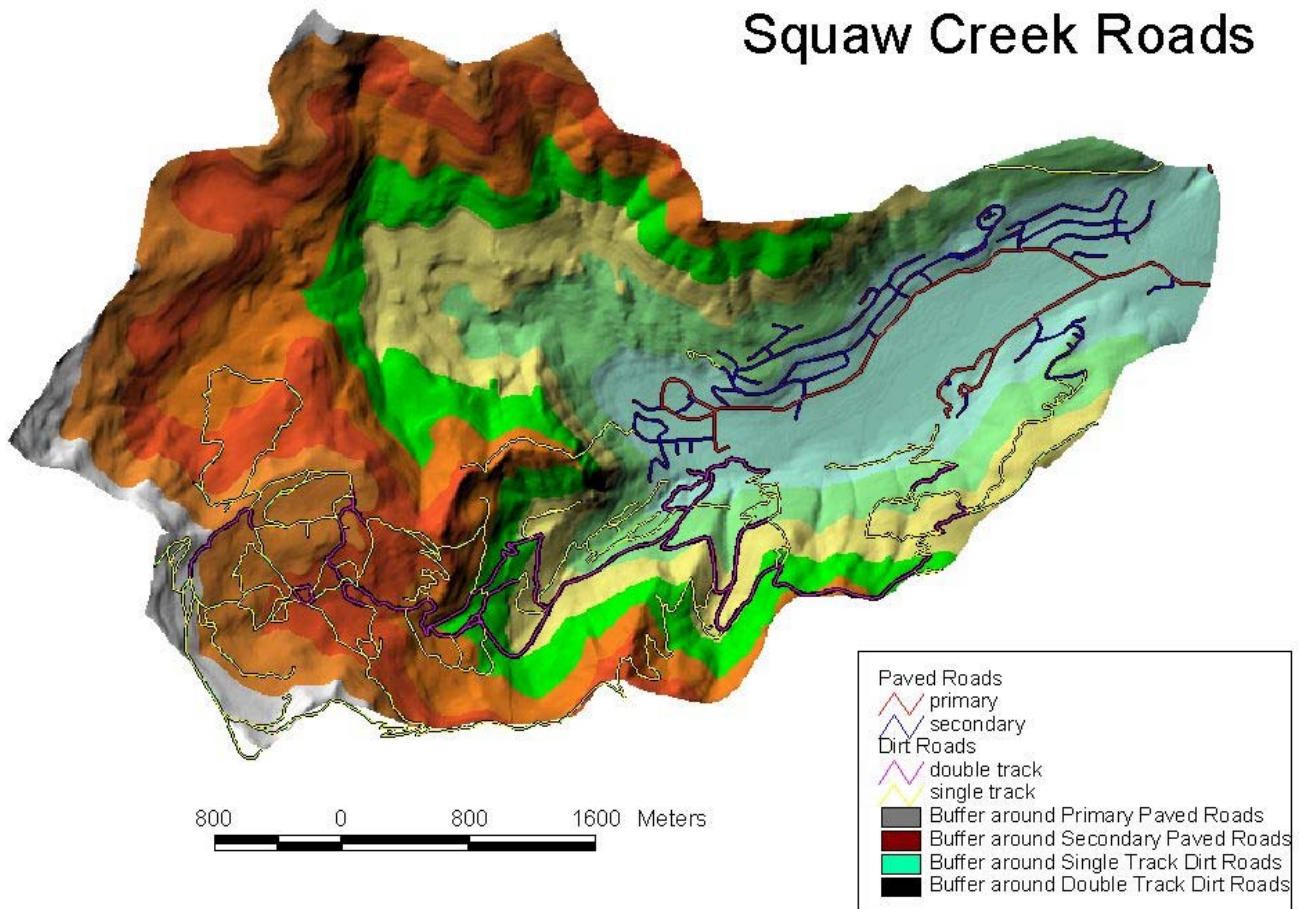 Squaw Creek Roads
Paved Roads
primary
secondary
Dirt Roads
double track
single track
Buffer around Primary Paved Roads
Buffer around Secondary Paved Roads
Buffer around Single Track Dirt Roads
Buffer around Double Track Dirt Roads
800 0 800 1600 Meters